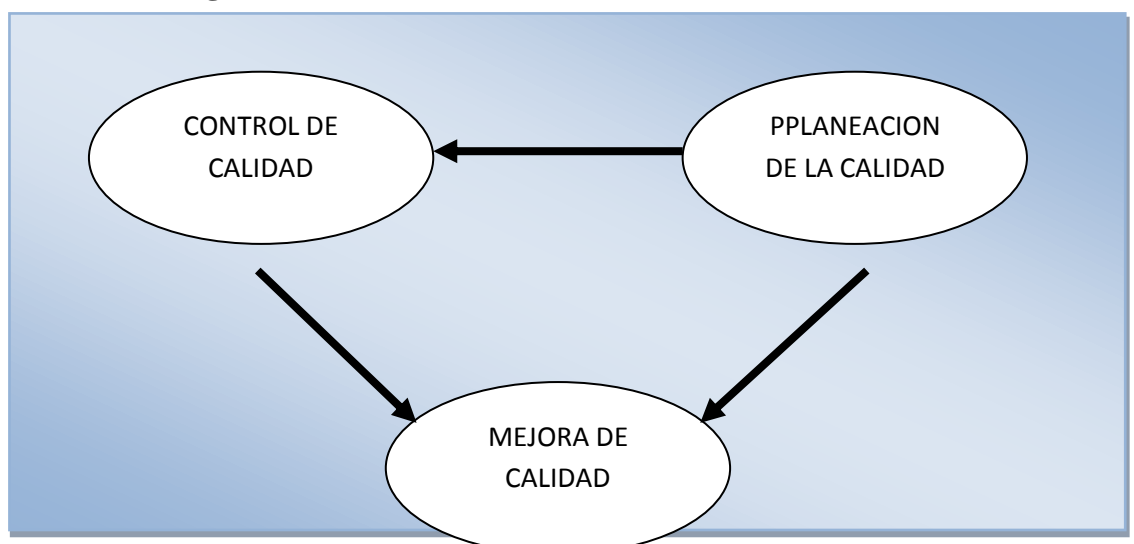 CONTROL DE
CALIDAD
PPLANEACION
DE LA CALIDAD
MEJORA DE
CALIDAD